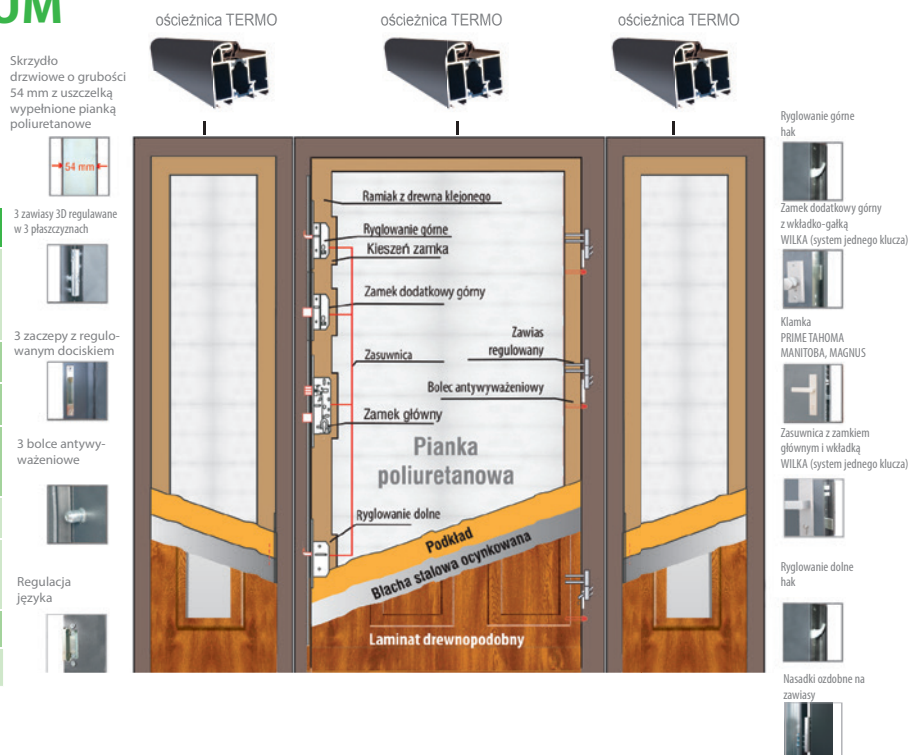 UM
ościeżnica TERMO
ościeżnica TERMO
ościeżnica TERMO
Skrzydło
drzwiowe o grubości
54 mm z uszczelką
wypełnione pianką
poliuretanowe
54 mm
3 zawiasy 3D regulawane
w 3 płaszczyznach
3 zaczepy z regulo-
wanym dociskiem
3 bolce antywy-
ważeniowe
Regulacja
języka
Ramiak z drewna klejonego
Ryglowanie górne
Kieszeń zamka
Zamek dodatkowy górny
Zasuwnica
Zawias
regulowany
Bolec antywyważeniowy
Zamek główny
Pianka
poliuretanowa
Ryglowanie dolne
Podkład
Blacha stalowa ocynkowana
Laminat drewnopodobny
Ryglowanie górne
hak
Zamek dodatkowy górny
z wkładko-gałką
WILKA (system jednego klucza)
Klamka
PRIME TAHOMA
MANITOBA, MAGNUS
Zasuwnica z zamkiem
głównym i wkładką
WILKA (system jednego klucza)
Ryglowanie dolne
hak
Nasadki ozdobne na
zawiasy